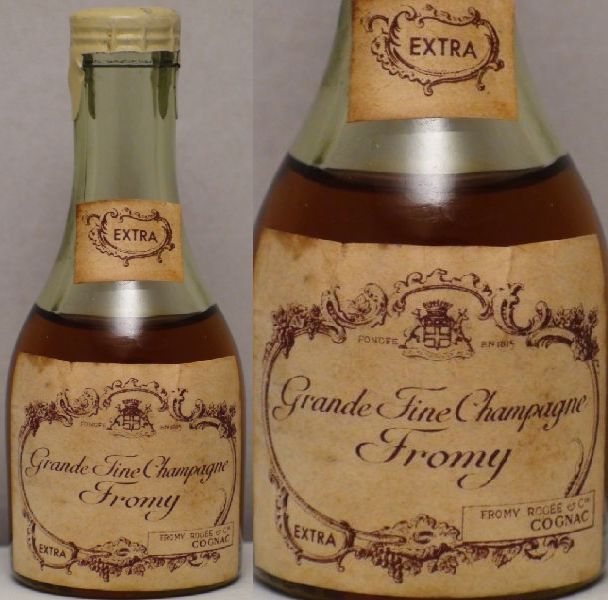 EXTRA
FONDÉE EN 1815
Grande Fine Champagne
Fromy
FROMY ROGÉE & Cie
COGNAC
EXTRA
EXTRA
FONDÉE EN 1815
Grande Fine Champagne
Fromy
FROMY ROGÉE & Cie
COGNAC
EXTRA